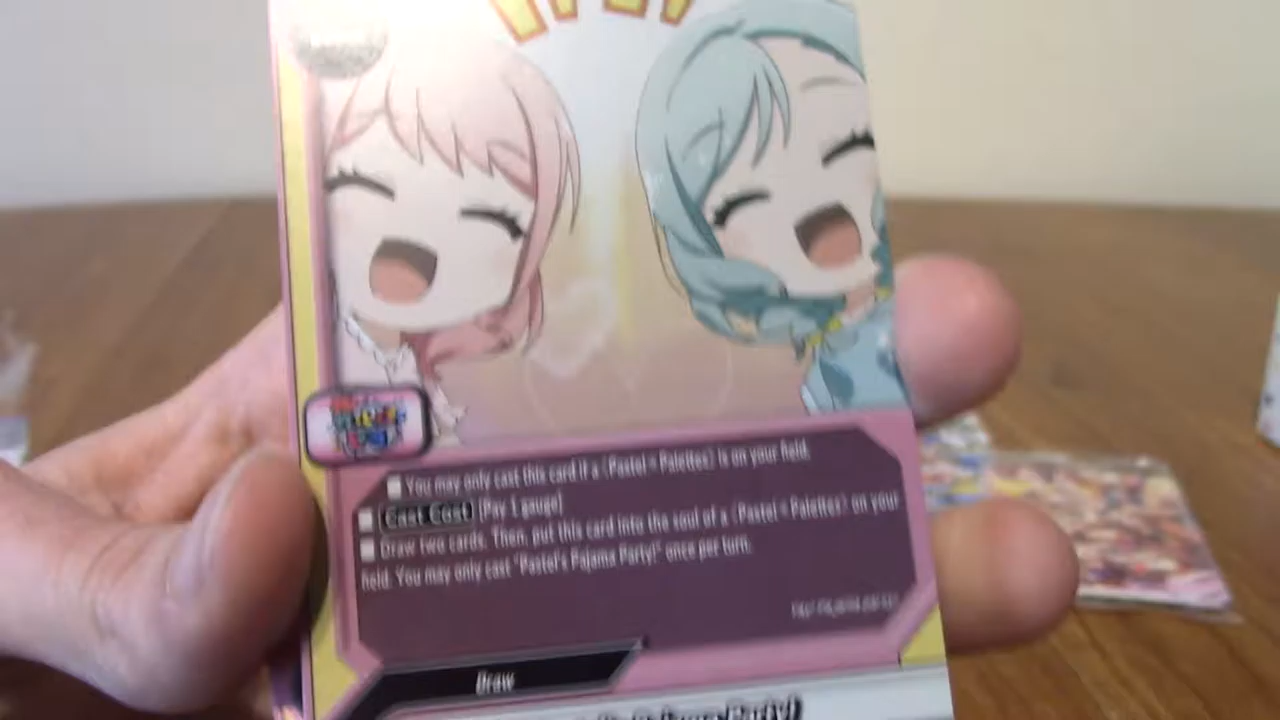 You may only cast this card if a 《Pastel*Palettes》 is on your field.
[Cast Cost] [Pay 1 gauge]
Draw two cards. Then, put this card into the soul of a 《Pastel*Palettes》 on your
field. You may only cast "Pastel's Pajama Party!" once per turn.
Draw
Party!